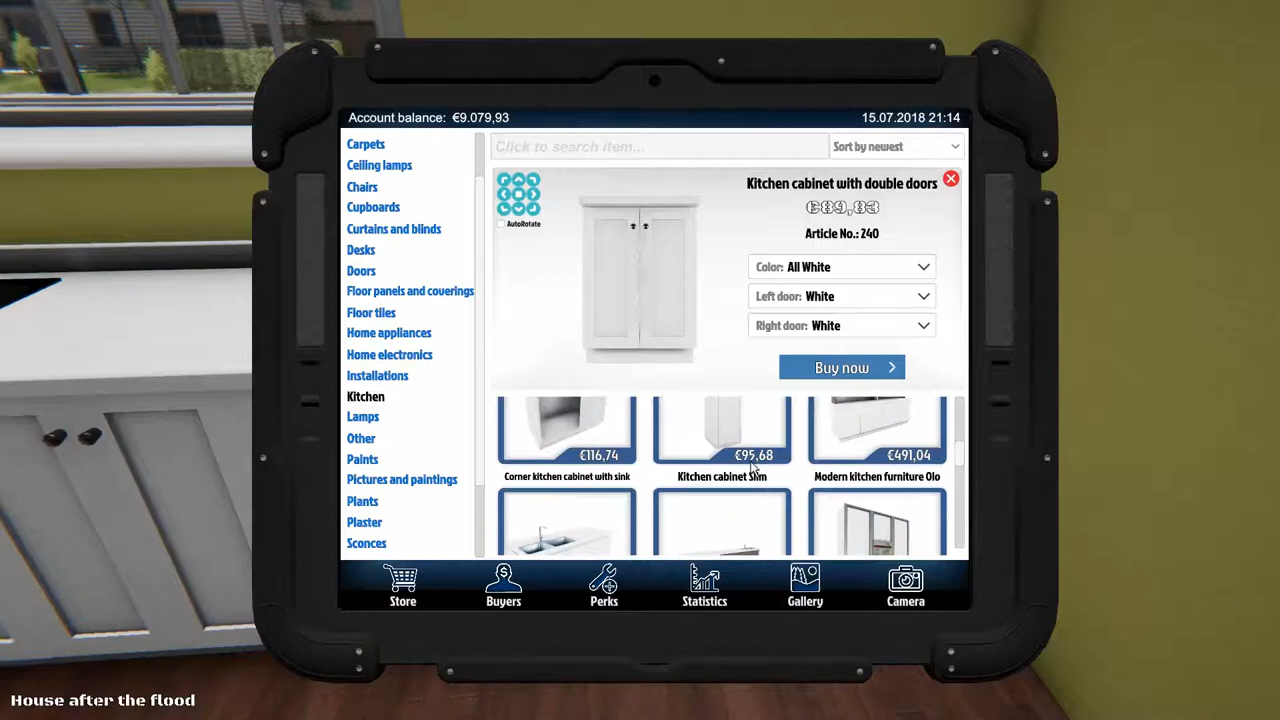 Account balance: €9.079,93
15.07.2018 21:14
Carpets
Ceiling lamps
Chairs
Cupboards
Curtains and blinds
Desks
Doors
Floor panels and coverings
Floor tiles
Home appliances
Home electronics
Installations
Kitchen
Lamps
Other
Paints
Pictures and paintings
Plants
Plaster
Sconces
Click to search item...
Sort by newest
AutoRotate
Kitchen cabinet with double doors
€89,83
Article No.: 240
Color: All White
Left door: White
Right door: White
Buy now
€116,74
€95,68
€491,04
Corner kitchen cabinet with sink
Kitchen cabinet Slim
Modern kitchen furniture Olo
Store
Buyers
Perks
Statistics
Gallery
Camera
House after the flood